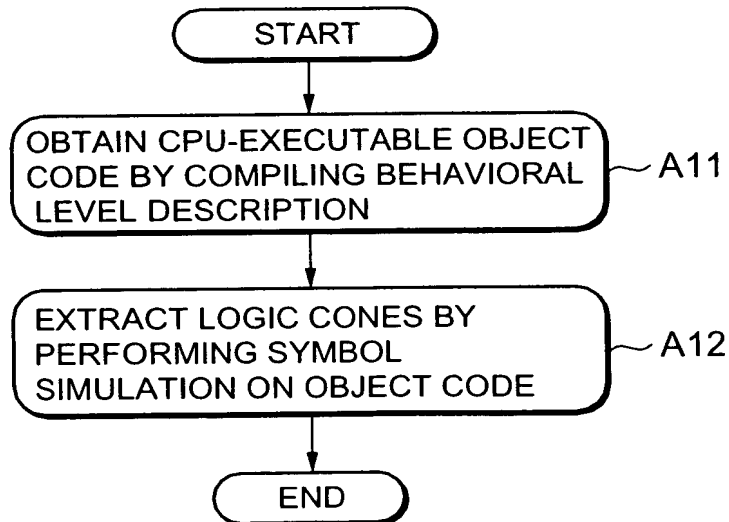 START
OBTAIN CPU-EXECUTABLE OBJECT
CODE BY COMPILING BEHAVIORAL
LEVEL DESCRIPTION
A11
EXTRACT LOGIC CONES BY
PERFORMING SYMBOL
SIMULATION ON OBJECT CODE
A12
END